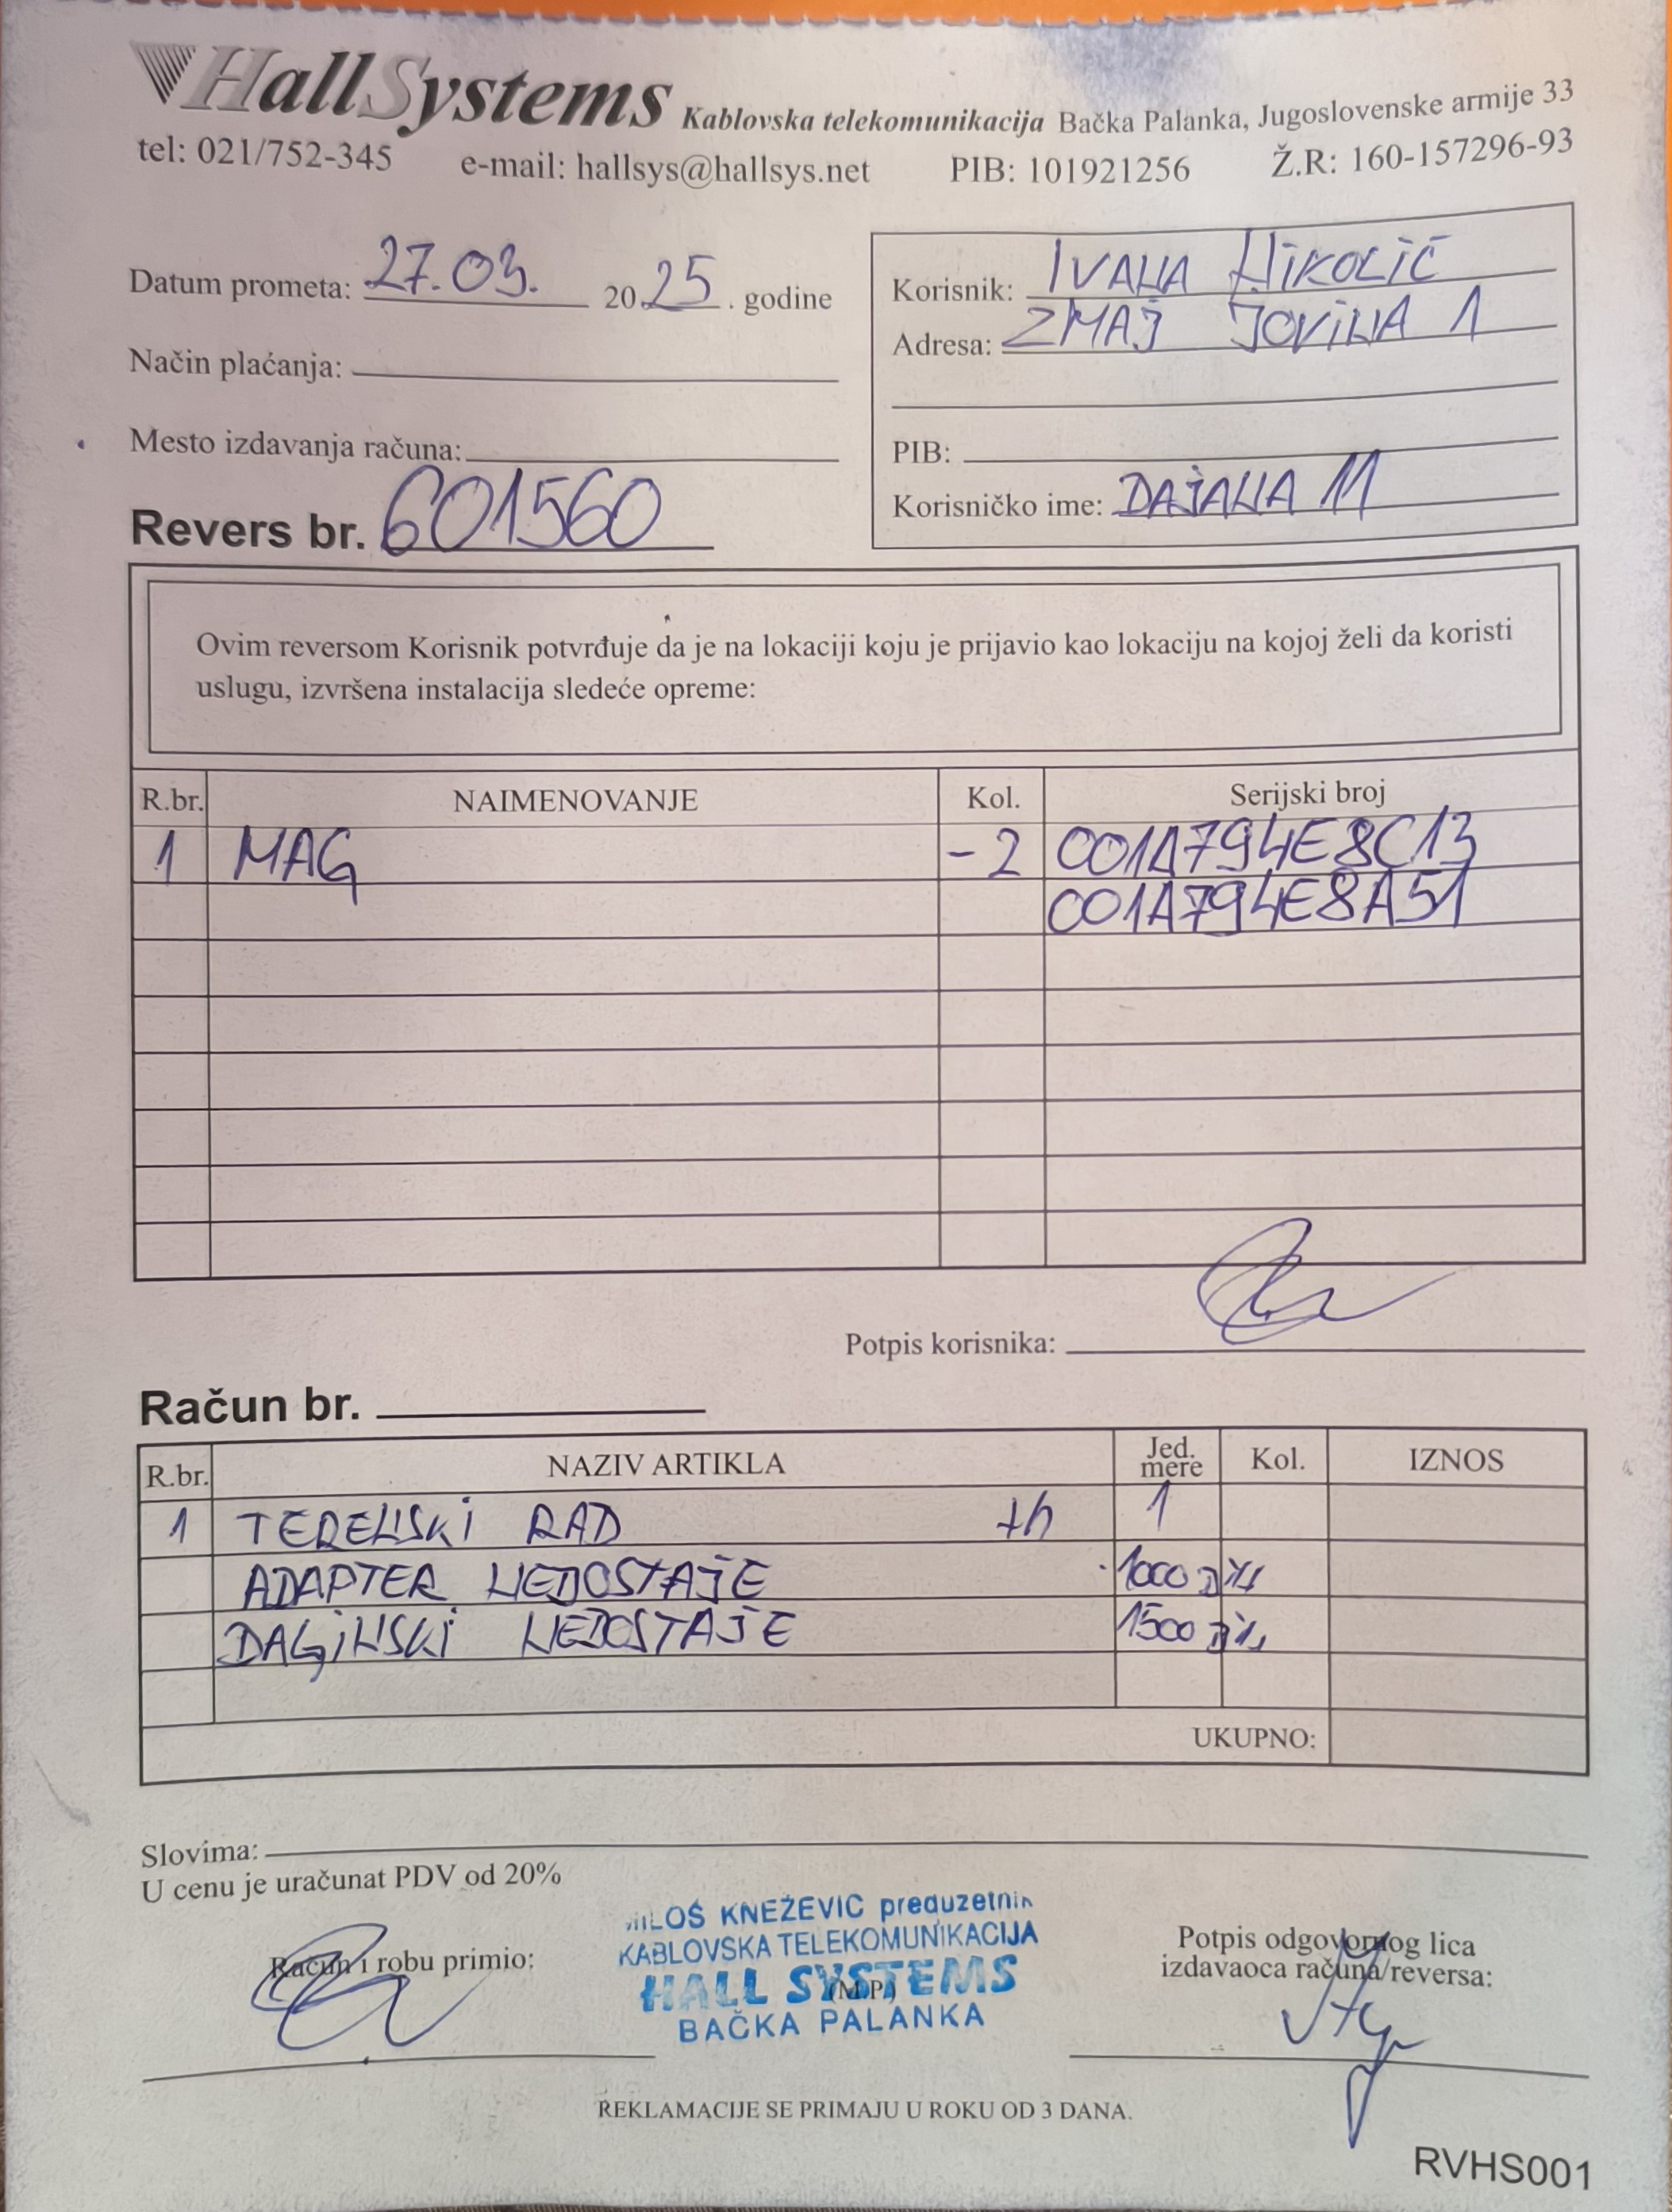 HallSystems Kablovska telekomunikacija Bačka Palanka, Jugoslovenske armije 33
tel: 021/752-345 e-mail: hallsys@hallsys.net PIB: 101921256 Ž.R: 160-157296-93
Datum prometa: 27.03. 2025. godine
Način plaćanja:
Mesto izdavanja računa:
Revers br. 601560
Korisnik: IVANA NIKOLIĆ
Adresa: ZMAJ JOVINA 1
PIB:
Korisničko ime: DAJANA 11
Ovim reversom Korisnik potvrđuje da je na lokaciji koju je prijavio kao lokaciju na kojoj želi da koristi
uslugu, izvršena instalacija sledeće opreme:
R.br. NAIMENOVANJE Kol. Serijski broj
1 MAG -2 001A794E8C13
001A794E8A51
Potpis korisnika:
Račun br.
R.br. NAZIV ARTIKLA Jed. mere Kol. IZNOS
1 TERENSKI RAD 1
ADAPTER NEDOSTAJE 1000
DAGINSKI NEDOSTAJE 1500
UKUPNO:
Slovima:
U cenu je uračunat PDV od 20%
Račun i robu primio:
MILOŠ KNEŽEVIĆ preduzetnik
KABLOVSKA TELEKOMUNIKACIJA
HALL SYSTEMS
(M.P.)
BAČKA PALANKA
Potpis odgovornog lica
izdavaoca računa/reversa:
REKLAMACIJE SE PRIMAJU U ROKU OD 3 DANA.
RVHS001